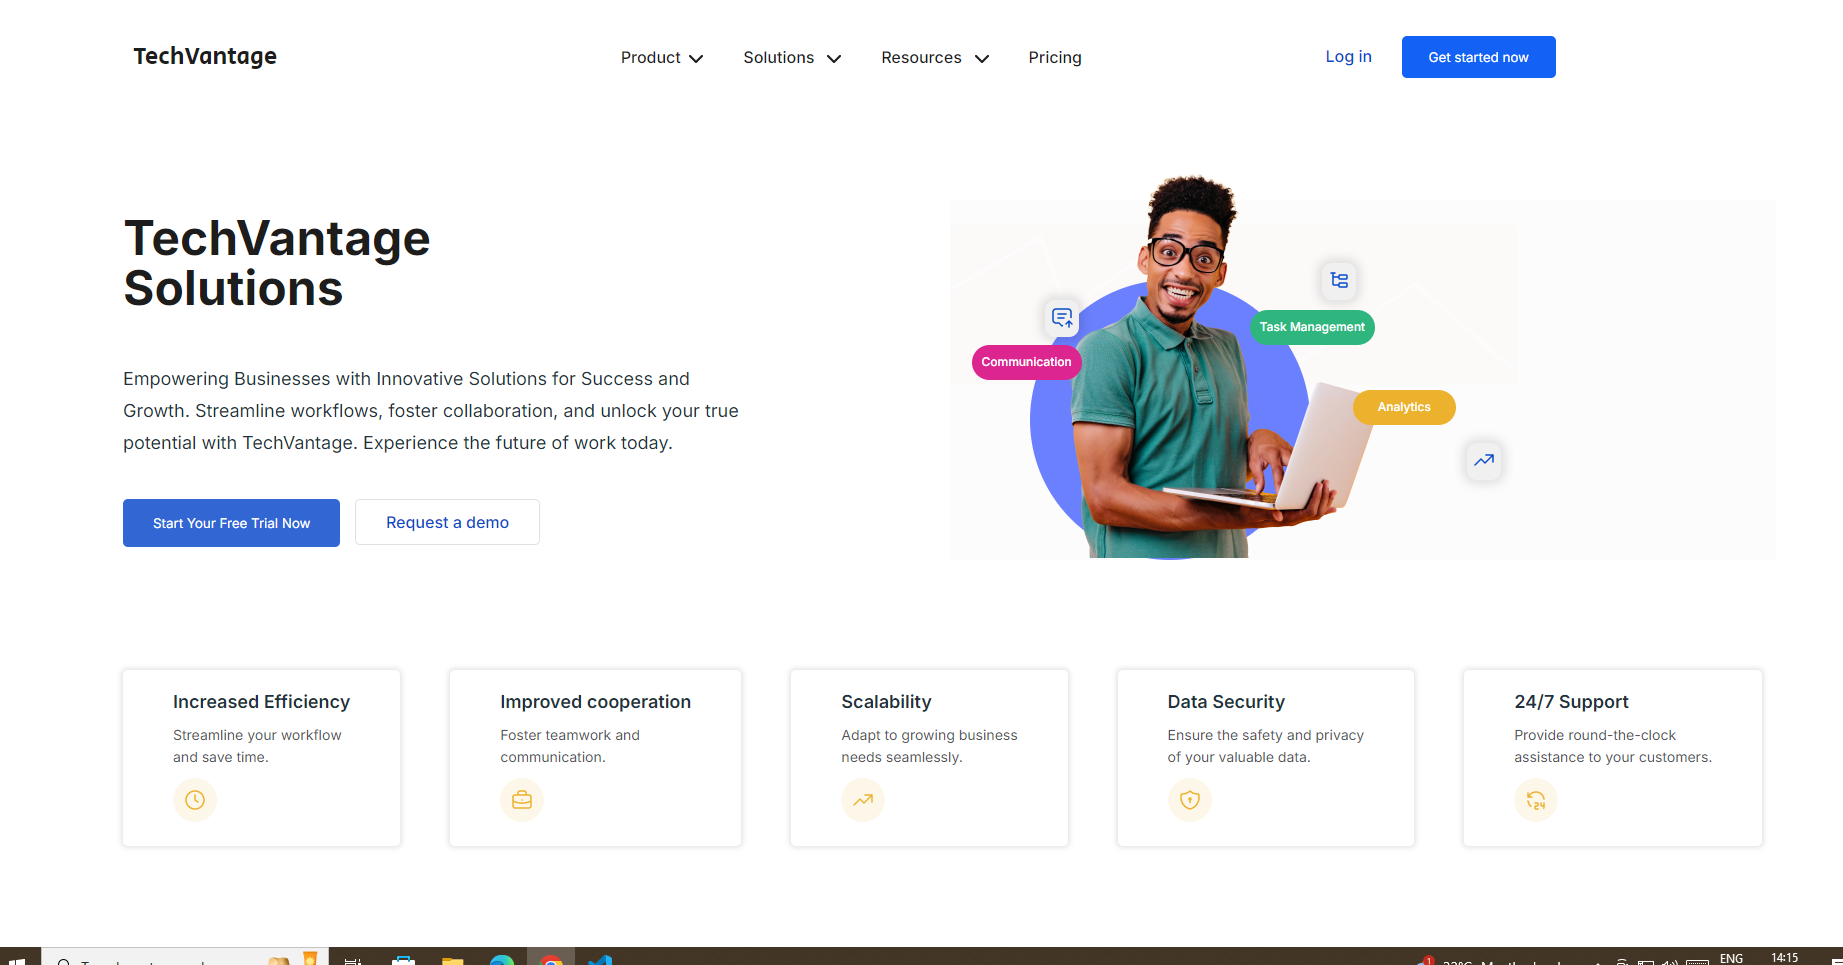 TechVantage
Product Solutions Resources Pricing
Log in
Get started now
TechVantage
Solutions
Empowering Businesses with Innovative Solutions for Success and
Growth. Streamline workflows, foster collaboration, and unlock your true
potential with TechVantage. Experience the future of work today.
Start Your Free Trial Now
Request a demo
Communication
Task Management
Analytics
Increased Efficiency
Streamline your workflow
and save time.
Improved cooperation
Foster teamwork and
communication.
Scalability
Adapt to growing business
needs seamlessly.
Data Security
Ensure the safety and privacy
of your valuable data.
24/7 Support
Provide round-the-clock
assistance to your customers.
24
1
ENG
14:15